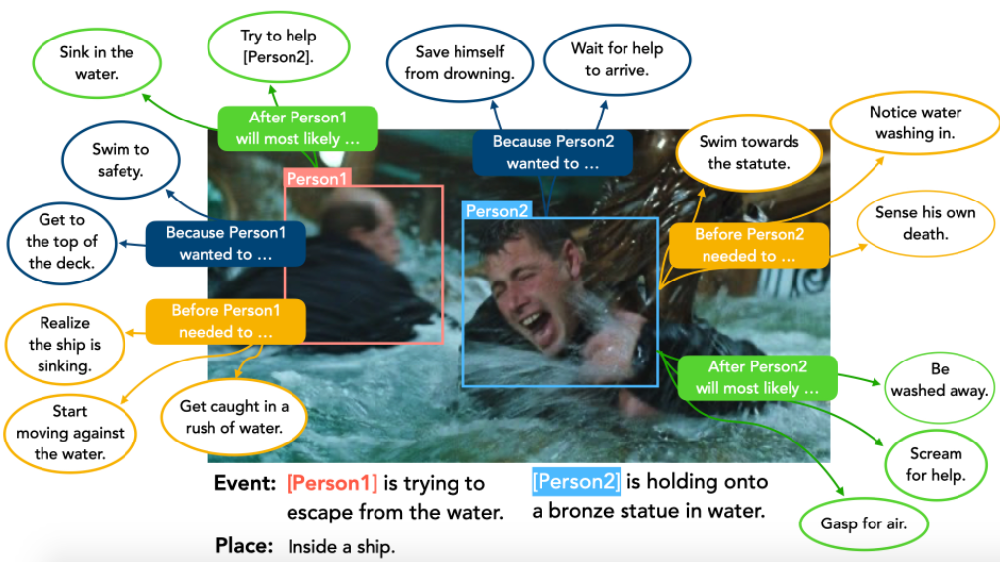 Sink in the
water.
Try to help
[Person2].
Save himself
from drowning.
Wait for help
to arrive.
After Person1
will most likely ...
Because Person2
wanted to ...
Notice water
washing in.
Swim towards
the statute.
Swim to
safety.
[Person1]
[Person2]
Get to
the top of
the deck.
Because Person1
wanted to ...
Before Person2
needed to ...
Sense his own
death.
Before Person1
needed to ...
Realize
the ship is
sinking.
After Person2
will most likely ...
Be
washed away.
Start
moving against
the water.
Get caught in a
rush of water.
Scream
for help.
Gasp for air.
Event: [Person1] is trying to
escape from the water.
[Person2] is holding onto
a bronze statue in water.
Place: Inside a ship.